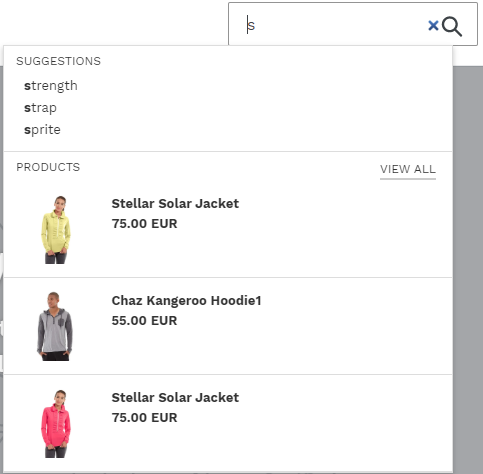 s
SUGGESTIONS
strength
strap
sprite
PRODUCTS VIEW ALL
Stellar Solar Jacket
75.00 EUR
Chaz Kangeroo Hoodie1
55.00 EUR
Stellar Solar Jacket
75.00 EUR